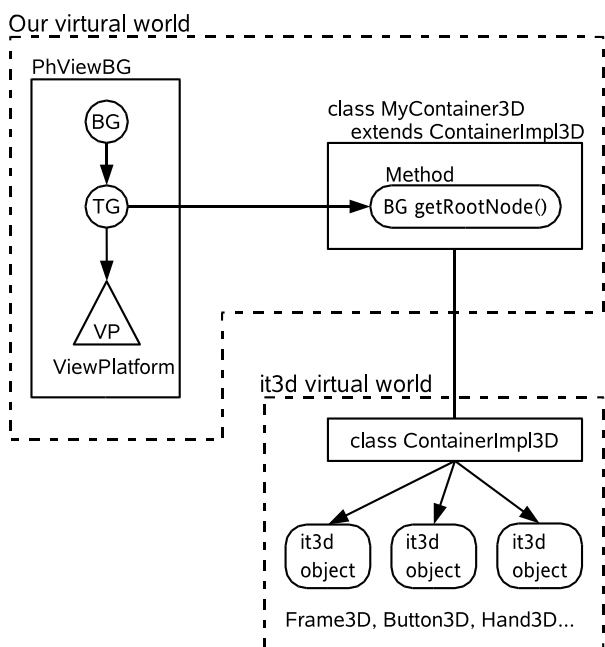 Our virtural world
PhViewBG
BG
TG
VP
ViewPlatform
class MyContainer3D
extends ContainerImpl3D
Method
BG getRootNode()
it3d virtual world
class ContainerImpl3D
it3d
object
it3d
object
it3d
object
Frame3D, Button3D, Hand3D...